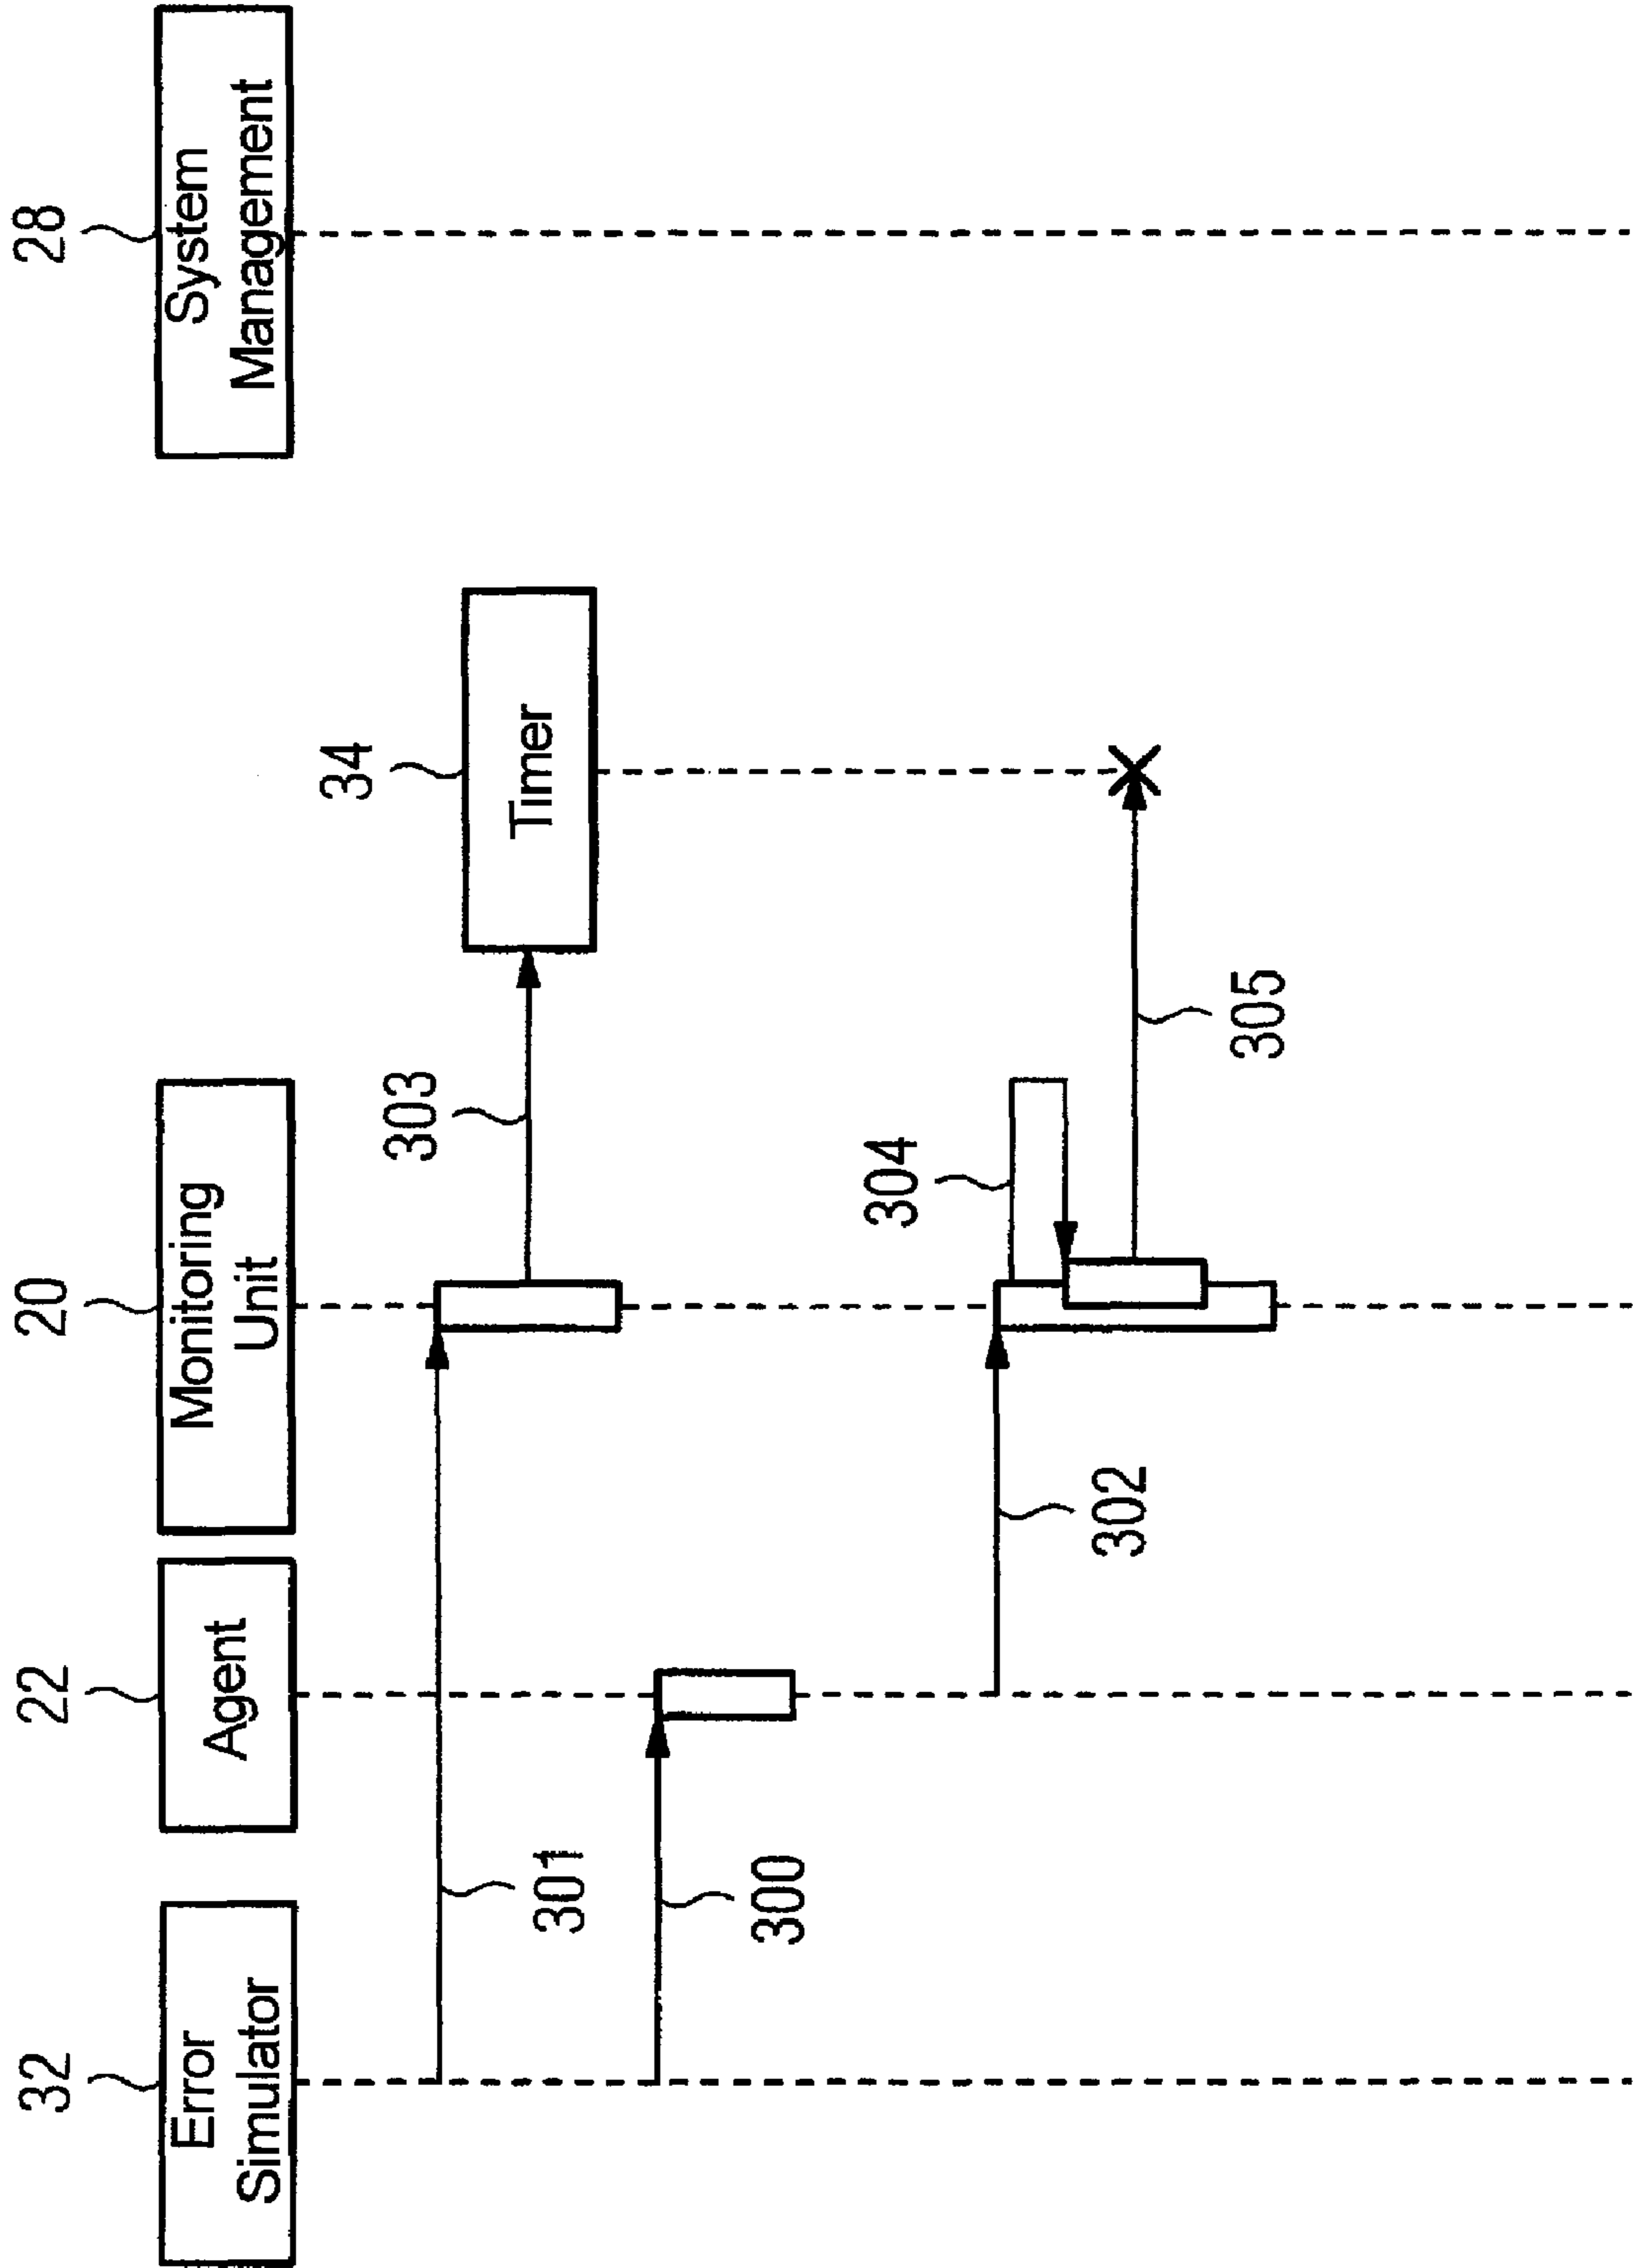 32
Error
Simulator
22
Agent
20
Monitoring
Unit
34
Timer
28
System
Management
301
303
300
302
304
305